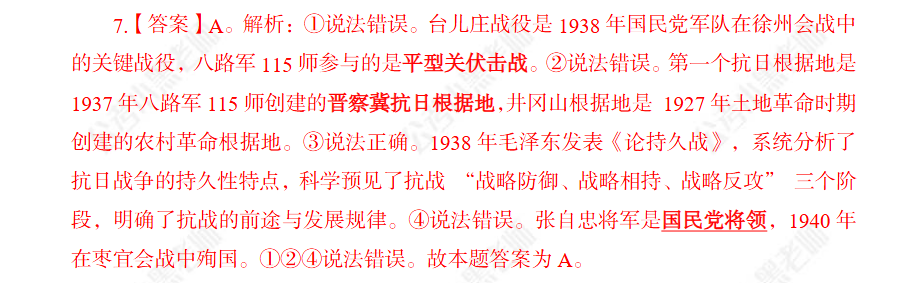 7.【答案】A。解析：①说法错误。台儿庄战役是 1938 年国民党军队在徐州会战中
的关键战役，八路军 115 师参与的是平型关伏击战。②说法错误。第一个抗日根据地是
1937 年八路军 115 师创建的晋察冀抗日根据地，井冈山根据地是 1927 年土地革命时期
创建的农村革命根据地。③说法正确。1938 年毛泽东发表《论持久战》，系统分析了
抗日战争的持久性特点，科学预见了抗战 “战略防御、战略相持、战略反攻” 三个阶
段，明确了抗战的前途与发展规律。④说法错误。张自忠将军是国民党将领，1940 年
在枣宜会战中殉国。①②④说法错误。故本题答案为 A。